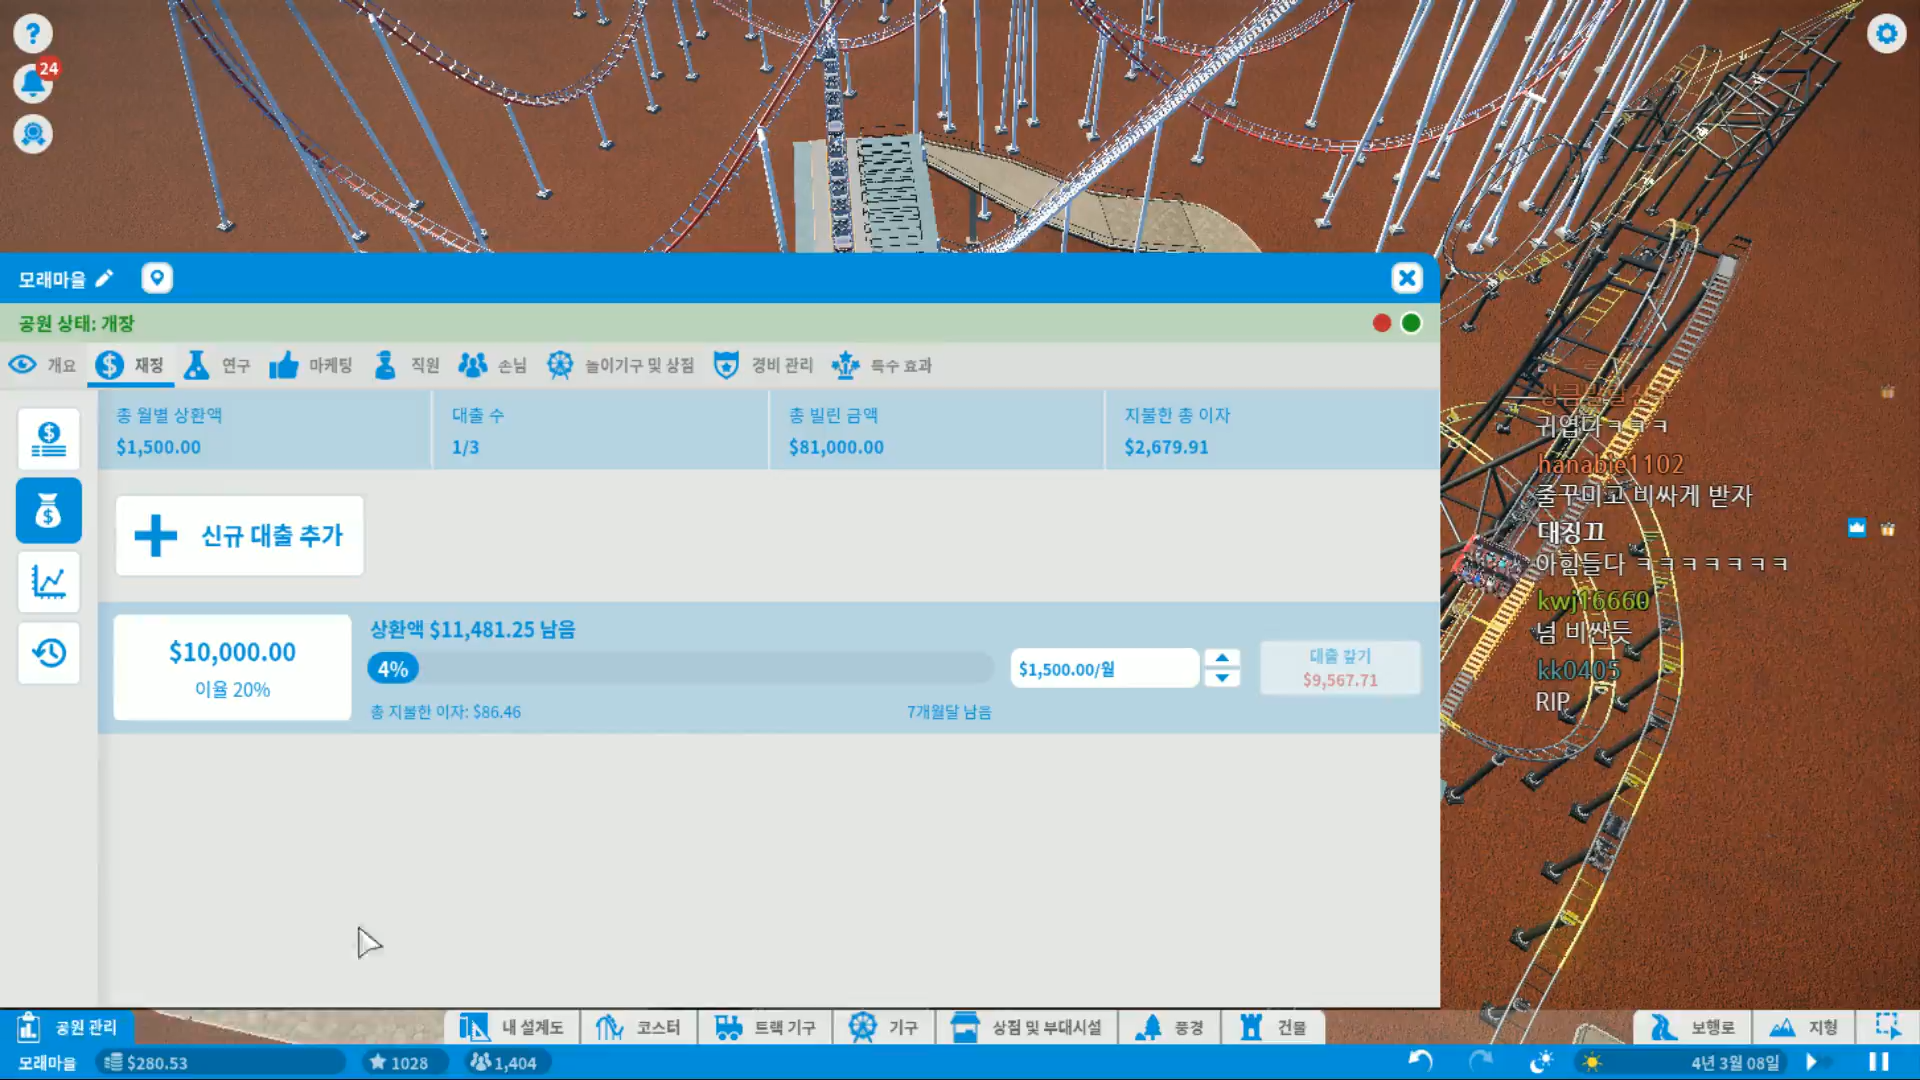 ?
24
모래마을
공원 상태: 개장
개요
재정
연구
마케팅
직원
손님
놀이기구 및 상점
경비 관리
특수 효과
총 월별 상환액
$1,500.00
대출 수
1/3
총 빌린 금액
$81,000.00
지불한 총 이자
$2,679.91
신규 대출 추가
$10,000.00
이율 20%
상환액 $11,481.25 남음
4%
총 지불한 이자: $86.46
7개월달 남음
$1,500.00/월
대출 갚기
$9,567.71
귀엽다ㅋㅋㅋ
hanabie1102
줄꾸미고 비싸게 받자
대징끄
아힘들다 ㅋㅋㅋㅋㅋㅋㅋ
kwj16660
넘 비싼듯
kk0405
RIP
공원 관리
내 설계도
코스터
트랙 기구
기구
상점 및 부대시설
풍경
건물
보행로
지형
모래마을
$280.53
1028
1,404
4년 3월 08일